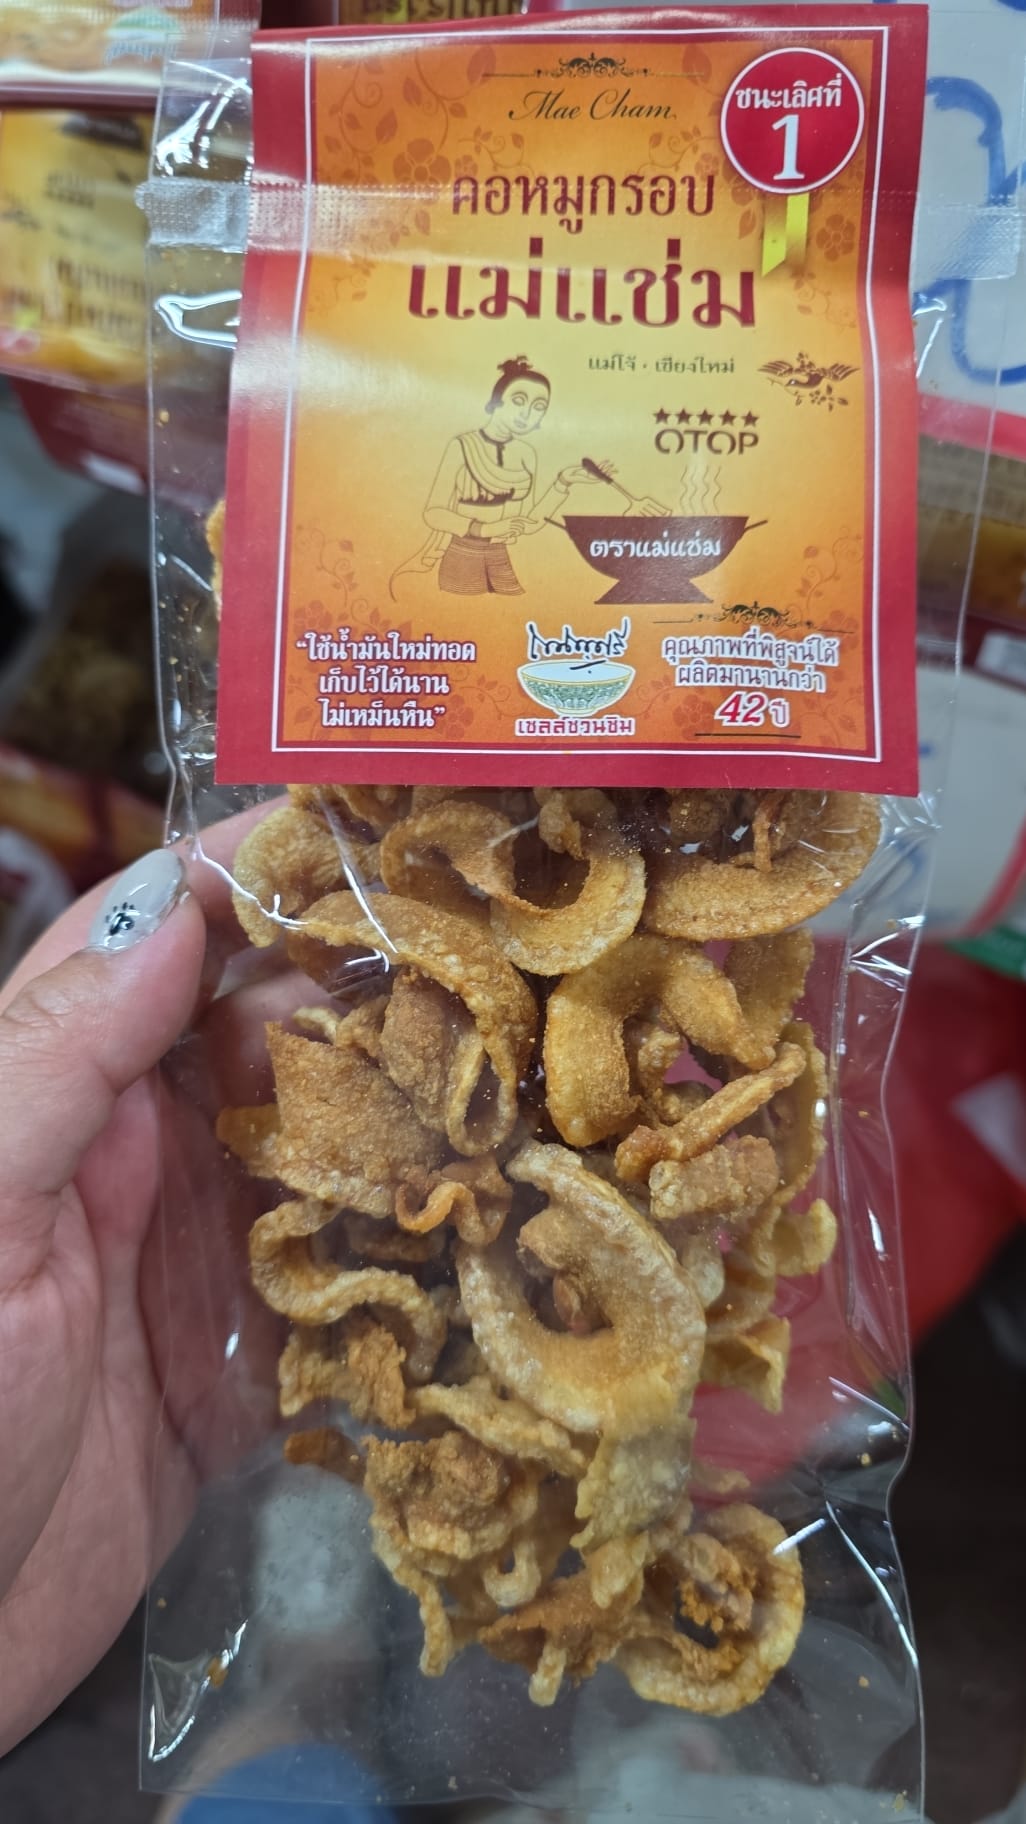 Mae Cham
ชนะเลิศที่
1
คอหมูกรอบ
แม่แช่ม
แม่โจ้ · เชียงใหม่
★★★★★
OTOP
ตราแม่แช่ม
“ใช้น้ำมันใหม่ทอด
เก็บไว้ได้นาน
ไม่เหม็นหืน”
เชลล์ชวนชิม
คุณภาพที่พิสูจน์ได้
ผลิตมานานกว่า
42 ปี